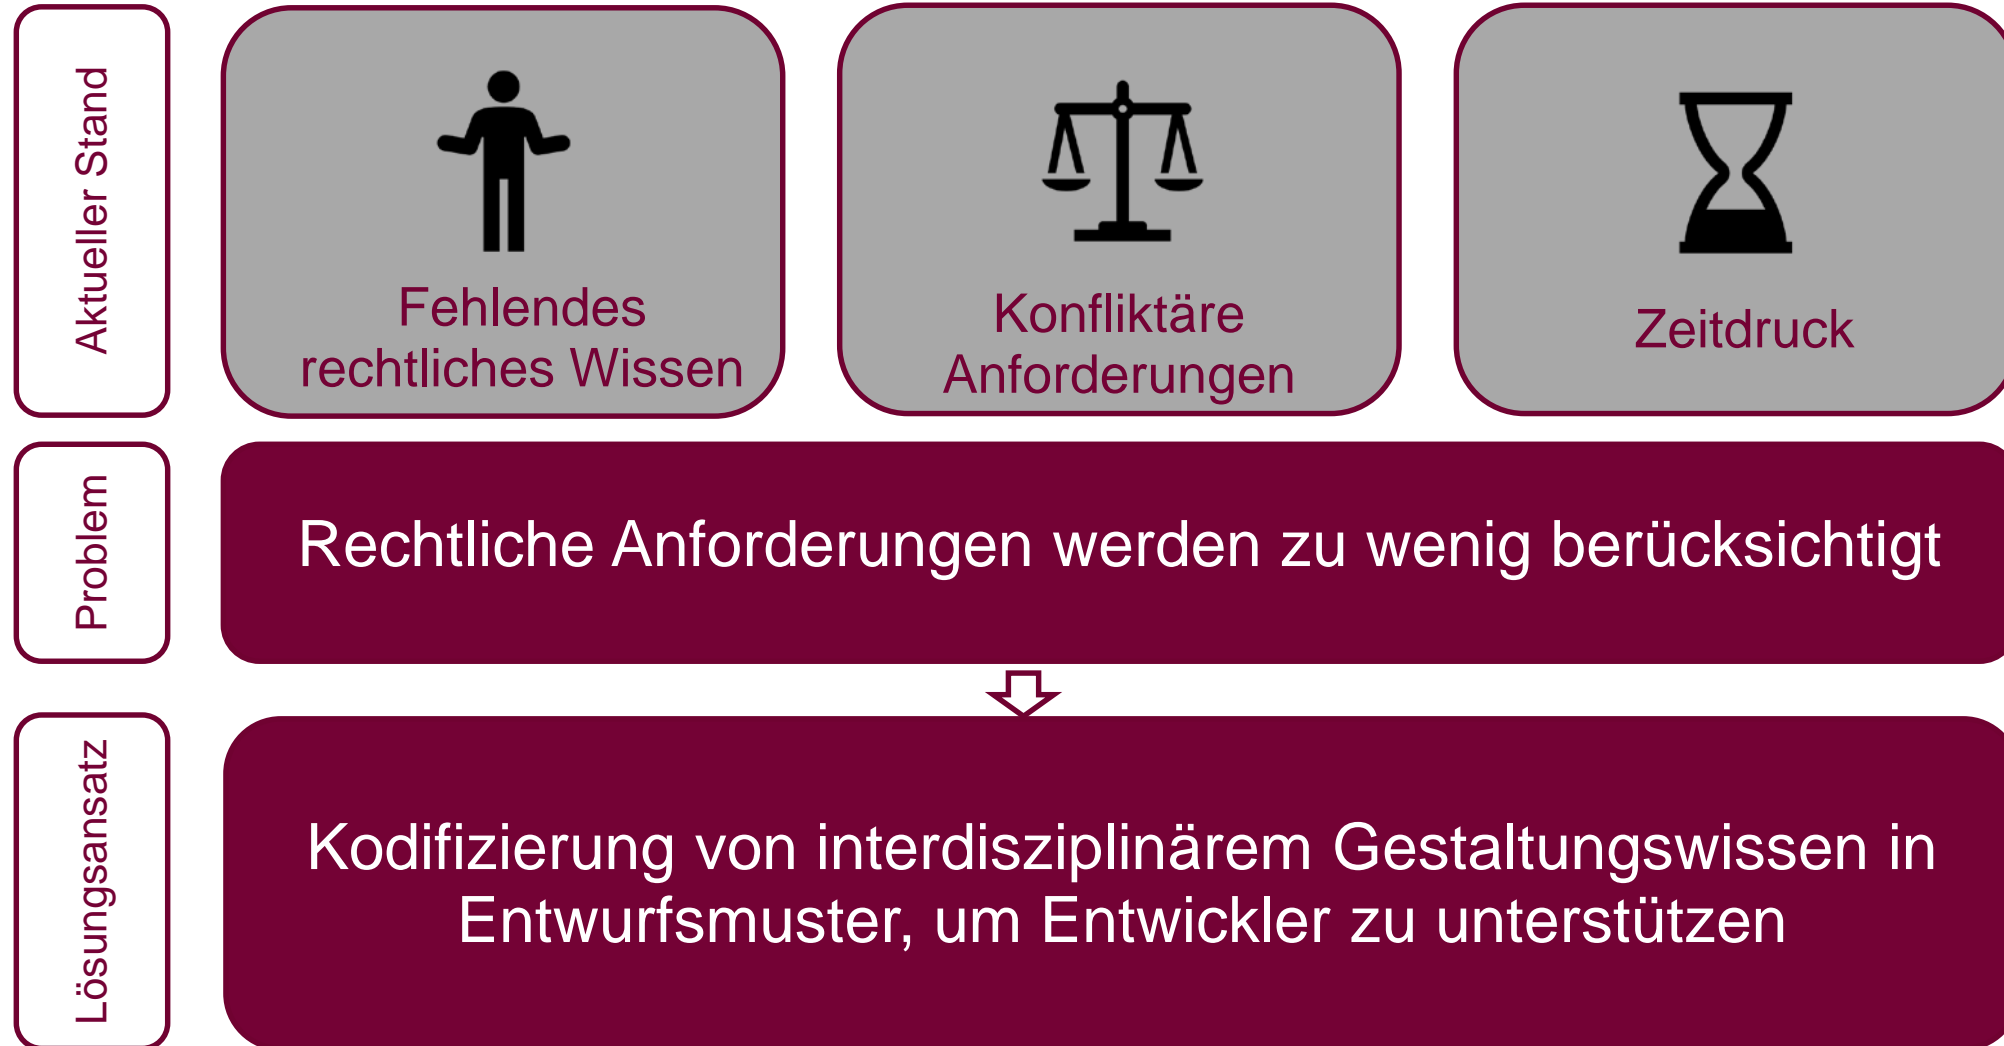 Aktueller Stand
Fehlendes
rechtliches Wissen
Konfliktäre
Anforderungen
Zeitdruck
Problem
Rechtliche Anforderungen werden zu wenig berücksichtigt
Lösungsansatz
Kodifizierung von interdisziplinärem Gestaltungswissen in
Entwurfsmuster, um Entwickler zu unterstützen